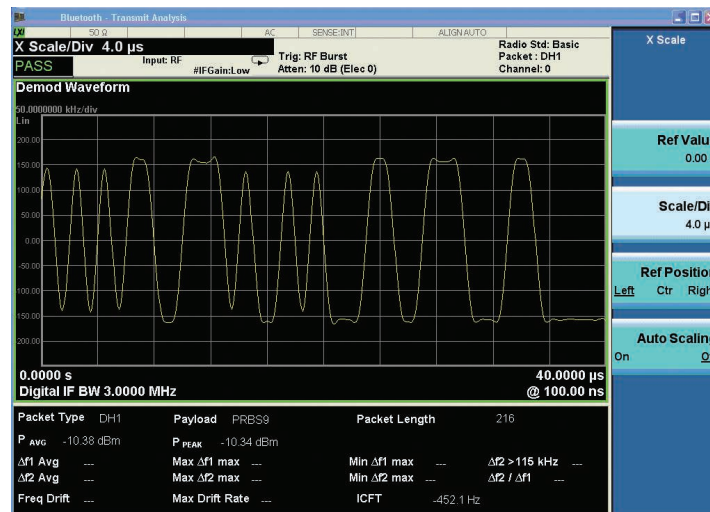 Bluetooth - Transmit Analysis
LXI 50 Ω AC SENSE:INT ALIGN AUTO
X Scale/Div 4.0 µs
Radio Std: Basic
Input: RF
Trig: RF Burst
Packet : DH1
PASS
#IFGain:Low
Atten: 10 dB (Elec 0)
Channel: 0
Demod Waveform
50.0000000 kHz/div
Lin
200.00
150.00
100.00
50.00
0.00
-50.00
100.00
150.00
200.00
0.0000 s
40.0000 µs
Digital IF BW 3.0000 MHz
@ 100.00 ns
Packet Type DH1 Payload PRBS9 Packet Length 216
P AVG -10.38 dBm P PEAK -10.34 dBm
Δf1 Avg --- Max Δf1 max --- Min Δf1 max --- Δf2 >115 kHz ---
Δf2 Avg --- Max Δf2 max --- Min Δf2 max --- Δf2 / Δf1 ---
Freq Drift --- Max Drift Rate --- ICFT -452.1 Hz
X Scale
Ref Valu
0.00
Scale/Di
4.0 µ
Ref Position
Left Ctr Righ
Auto Scaling
On O